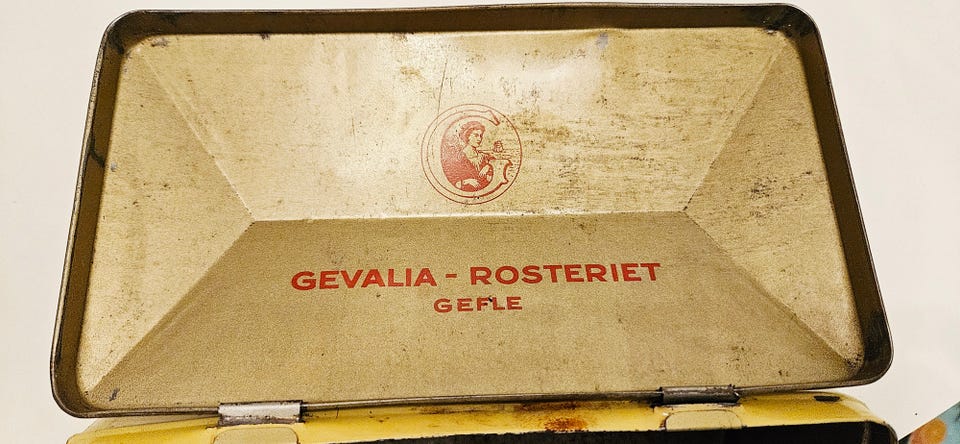 GEVALIA - ROSTERIET
GEFLE